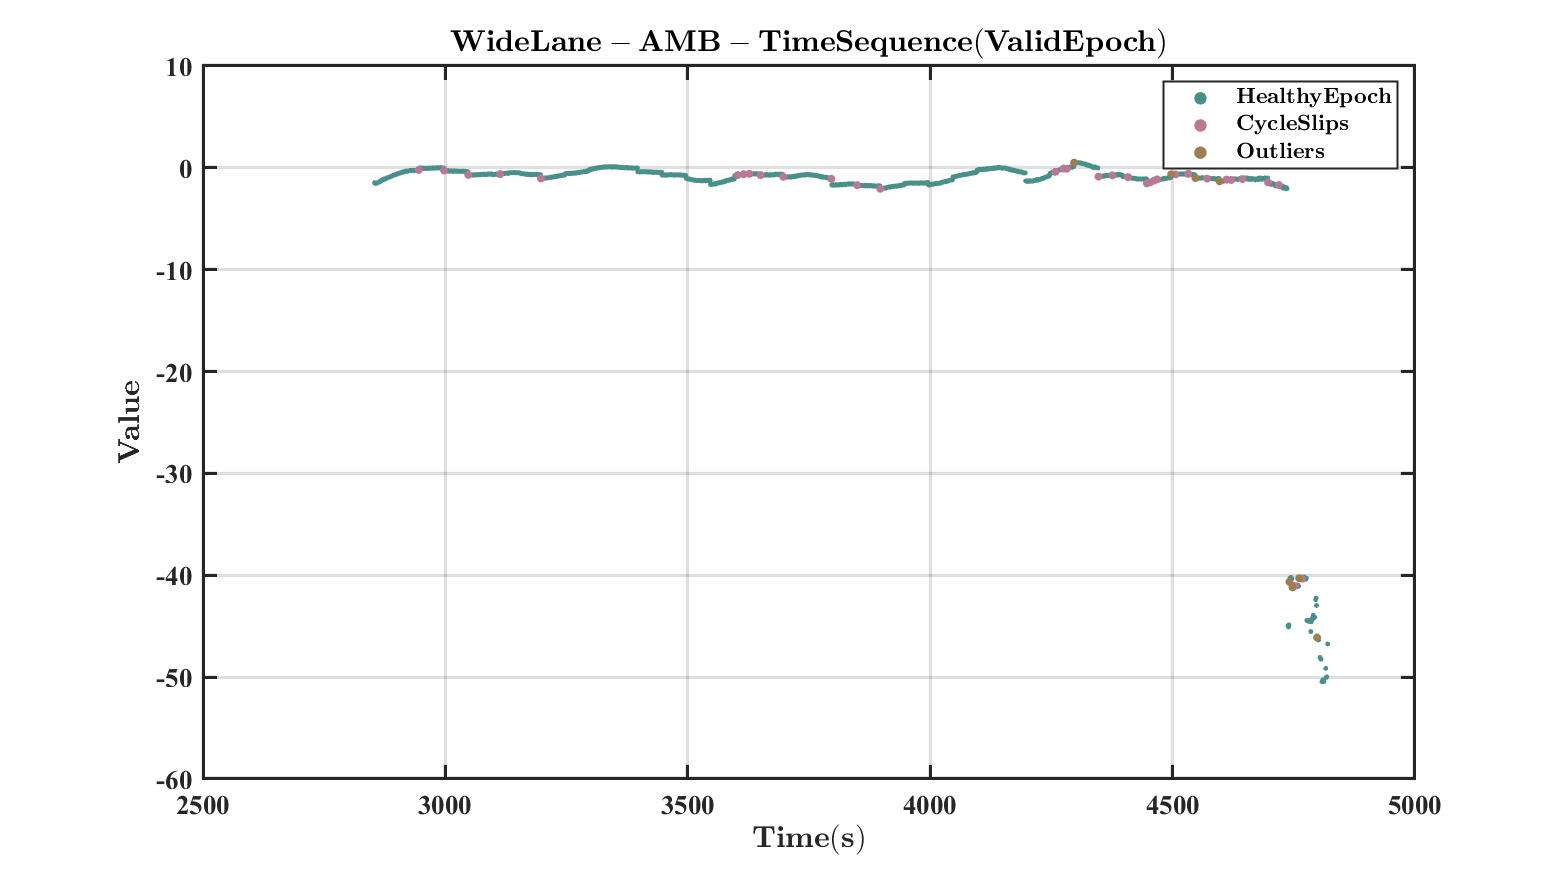 WideLane − AMB − TimeSequence(ValidEpoch)
10
0
-10
-20
-30
-40
-50
-60
Value
HealthyEpoch
CycleSlips
Outliers
2500 3000 3500 4000 4500 5000
Time(s)